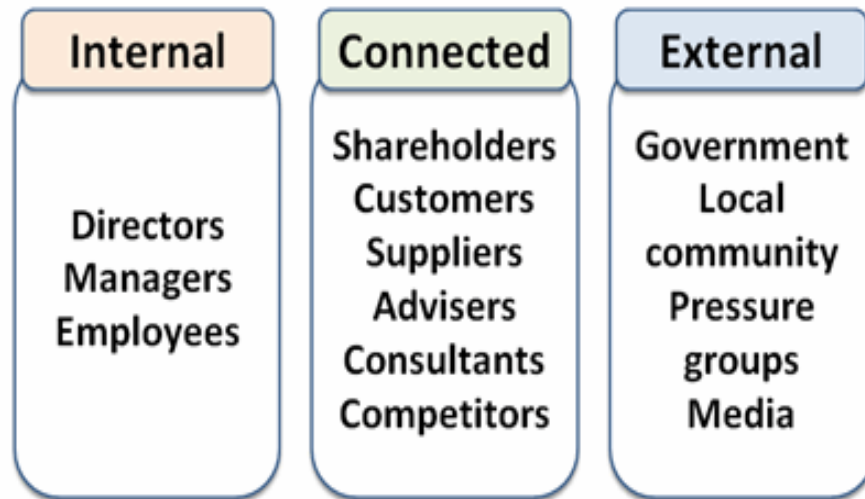 Internal
Directors
Managers
Employees
Connected
Shareholders
Customers
Suppliers
Advisers
Consultants
Competitors
External
Government
Local
community
Pressure
groups
Media